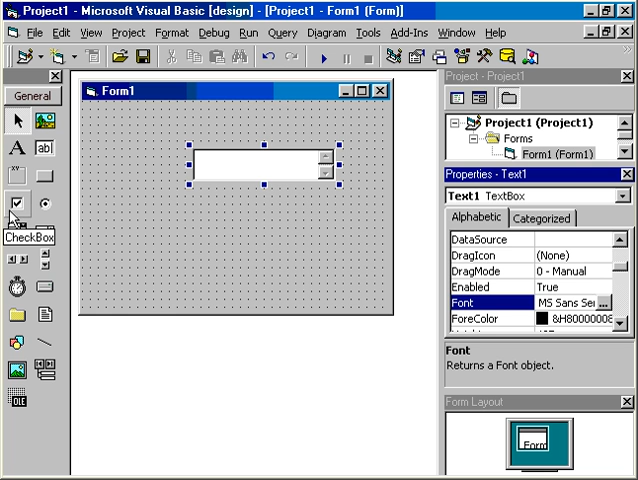 Project1 - Microsoft Visual Basic [design] - [Project1 - Form1 (Form)]
File Edit View Project Format Debug Run Query Diagram Tools Add-Ins Window Help
General
A
ab|
xy
CheckBox
OLE
Form1
Project - Project1
Project1 (Project1)
Forms
Form1 (Form1)
Properties - Text1
Text1 TextBox
Alphabetic Categorized
DataSource
DragIcon (None)
DragMode 0 - Manual
Enabled True
Font MS Sans Ser ...
ForeColor &H80000008
Font
Returns a Font object.
Form Layout
Form